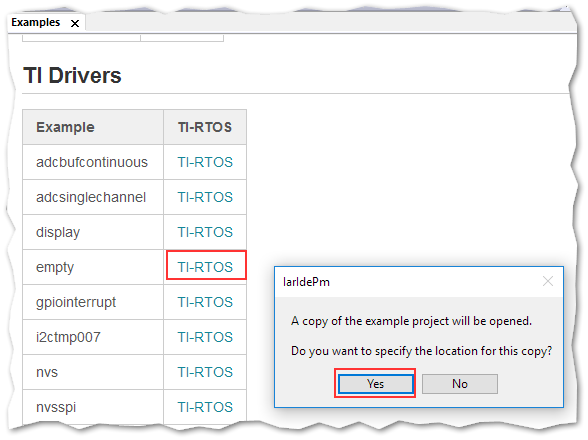 Examples
TI Drivers
Example TI-RTOS
adcbufcontinuous TI-RTOS
adcsinglechannel TI-RTOS
display TI-RTOS
empty TI-RTOS
gpiointerrupt TI-RTOS
i2ctmp007 TI-RTOS
nvs TI-RTOS
nvsspi TI-RTOS
IarIdePm
A copy of the example project will be opened.
Do you want to specify the location for this copy?
Yes No